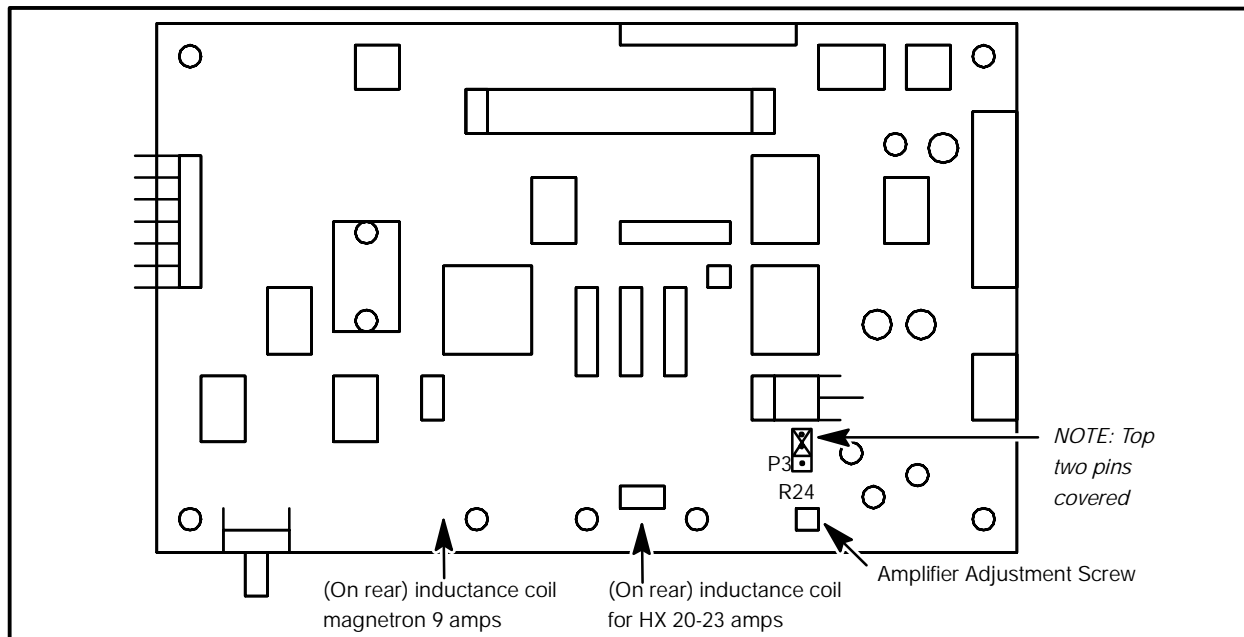 NOTE: Top
two pins
covered
P3
R24
Amplifier Adjustment Screw
(On rear) inductance coil
magnetron 9 amps
(On rear) inductance coil
for HX 20-23 amps